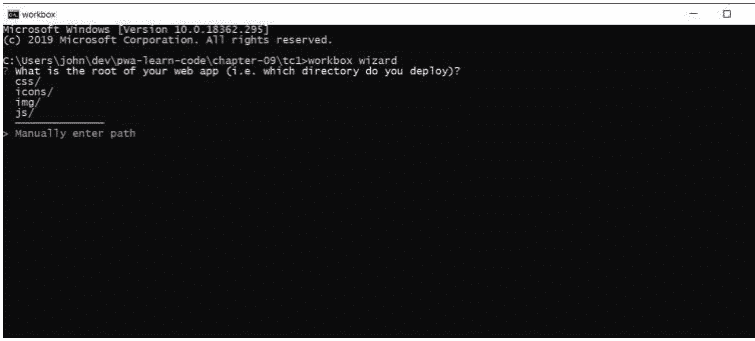 workbox
Microsoft Windows [Version 10.0.18362.295]
(c) 2019 Microsoft Corporation. All rights reserved.
C:\Users\john\dev\pwa-learn-code\chapter-09\tc1>workbox wizard
? What is the root of your web app (i.e. which directory do you deploy)?
css/
icons/
img/
js/
> Manually enter path